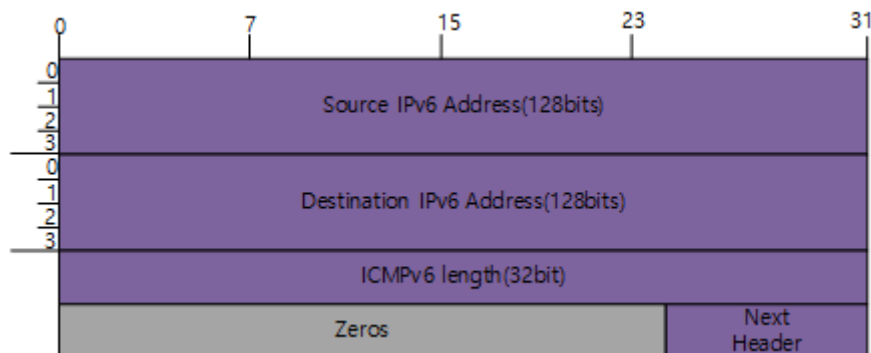 0 7 15 23 31
0
Source IPv6 Address(128bits)
1
2
3
0
Destination IPv6 Address(128bits)
1
2
3
ICMPv6 length(32bit)
Zeros
Next
Header